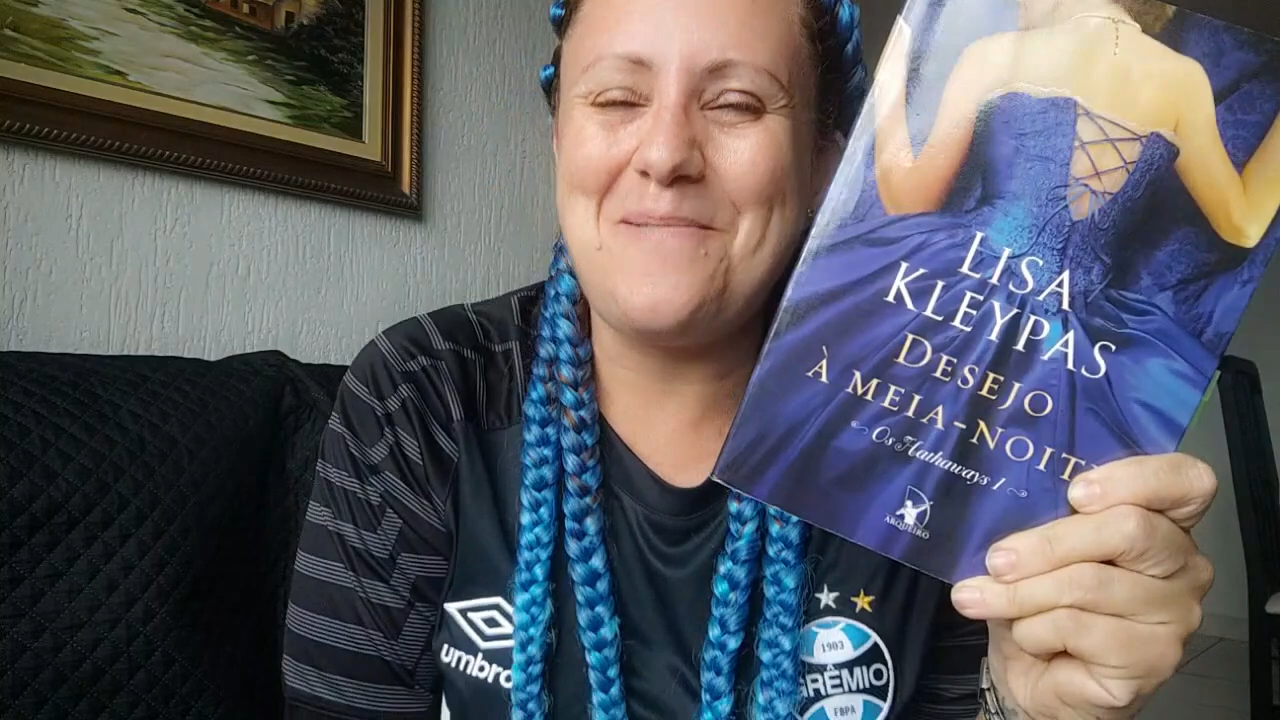 LISA
KLEYPAS
DESEJO
À MEIA-NOITE
Os Hathaways 1
ARQUEIRO
umbro
1903
GRÊMIO
FBPA